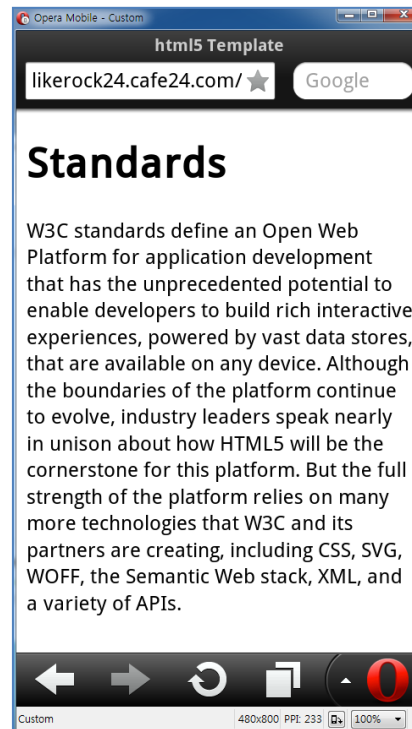 Opera Mobile - Custom
html5 Template
likerock24.cafe24.com/
Google
Standards
W3C standards define an Open Web
Platform for application development
that has the unprecedented potential to
enable developers to build rich interactive
experiences, powered by vast data stores,
that are available on any device. Although
the boundaries of the platform continue
to evolve, industry leaders speak nearly
in unison about how HTML5 will be the
cornerstone for this platform. But the full
strength of the platform relies on many
more technologies that W3C and its
partners are creating, including CSS, SVG,
WOFF, the Semantic Web stack, XML, and
a variety of APIs.
Custom 480x800 PPI: 233 100%